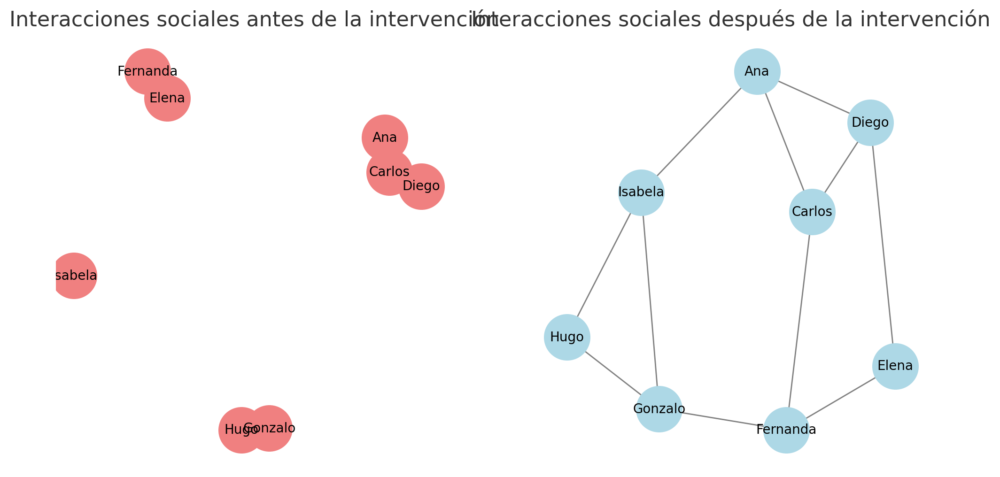 Interacciones sociales antes de la intervención
Interacciones sociales después de la intervención
Fernanda
Elena
Ana
Carlos
Diego
sabela
Hugo
Gonzalo
Ana
Diego
Isabela
Carlos
Hugo
Elena
Gonzalo
Fernanda